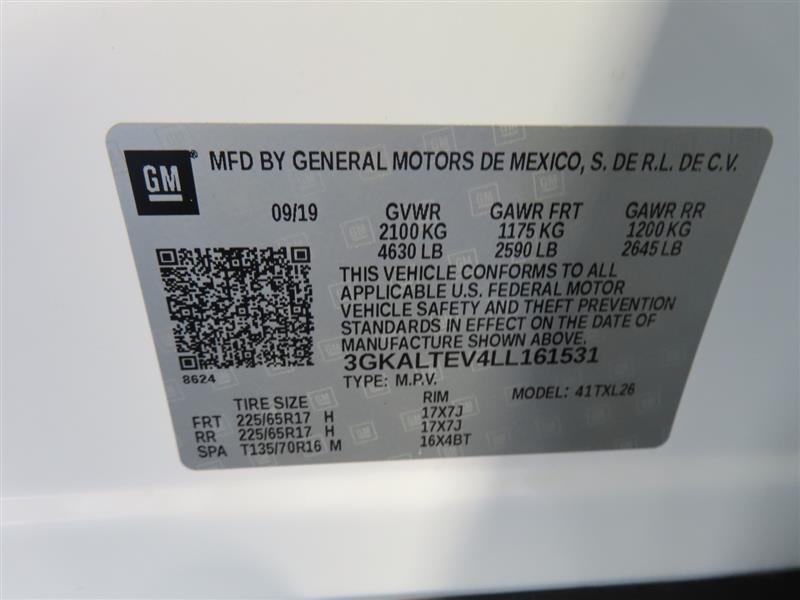 GM® MFD BY GENERAL MOTORS DE MEXICO, S. DE R.L. DE C.V.
09/19 GVWR GAWR FRT GAWR RR
2100 KG 1175 KG 1200 KG
4630 LB 2590 LB 2645 LB
THIS VEHICLE CONFORMS TO ALL
APPLICABLE U.S. FEDERAL MOTOR
VEHICLE SAFETY AND THEFT PREVENTION
STANDARDS IN EFFECT ON THE DATE OF
MANUFACTURE SHOWN ABOVE.
8624 3GKALTEV4LL161531
TYPE: M.P.V. MODEL: 41TXL26
TIRE SIZE RIM
FRT 225/65R17 H 17X7J
RR 225/65R17 H 17X7J
SPA T135/70R16 M 16X4BT